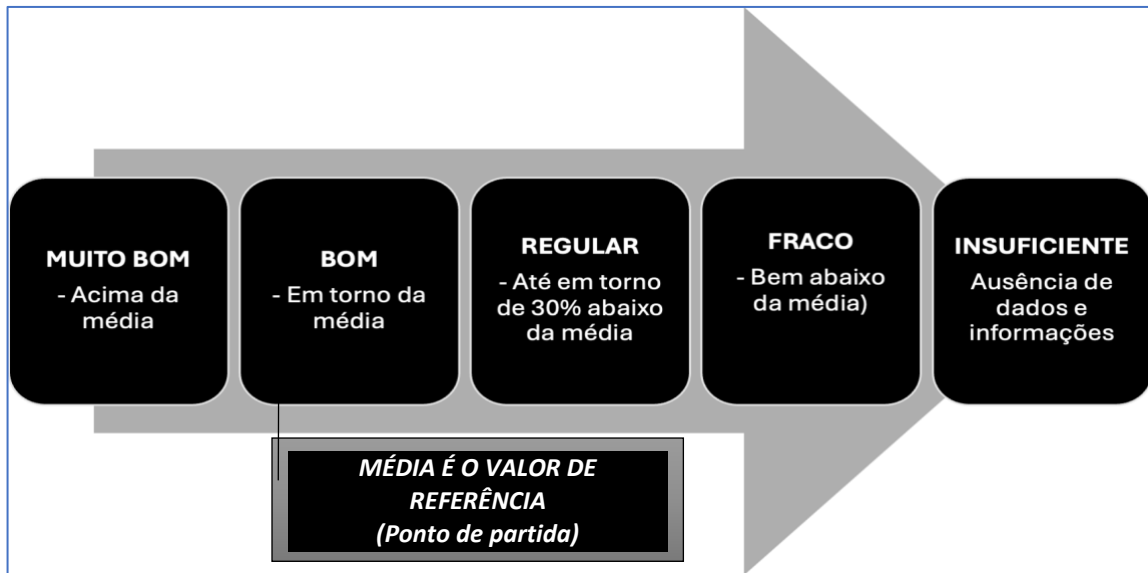 MUITO BOM
- Acima da
média
BOM
- Em torno da
média
REGULAR
- Até em torno
de 30% abaixo
da média
FRACO
- Bem abaixo
da média)
INSUFICIENTE
Ausência de
dados e
informações
MÉDIA É O VALOR DE
REFERÊNCIA
(Ponto de partida)